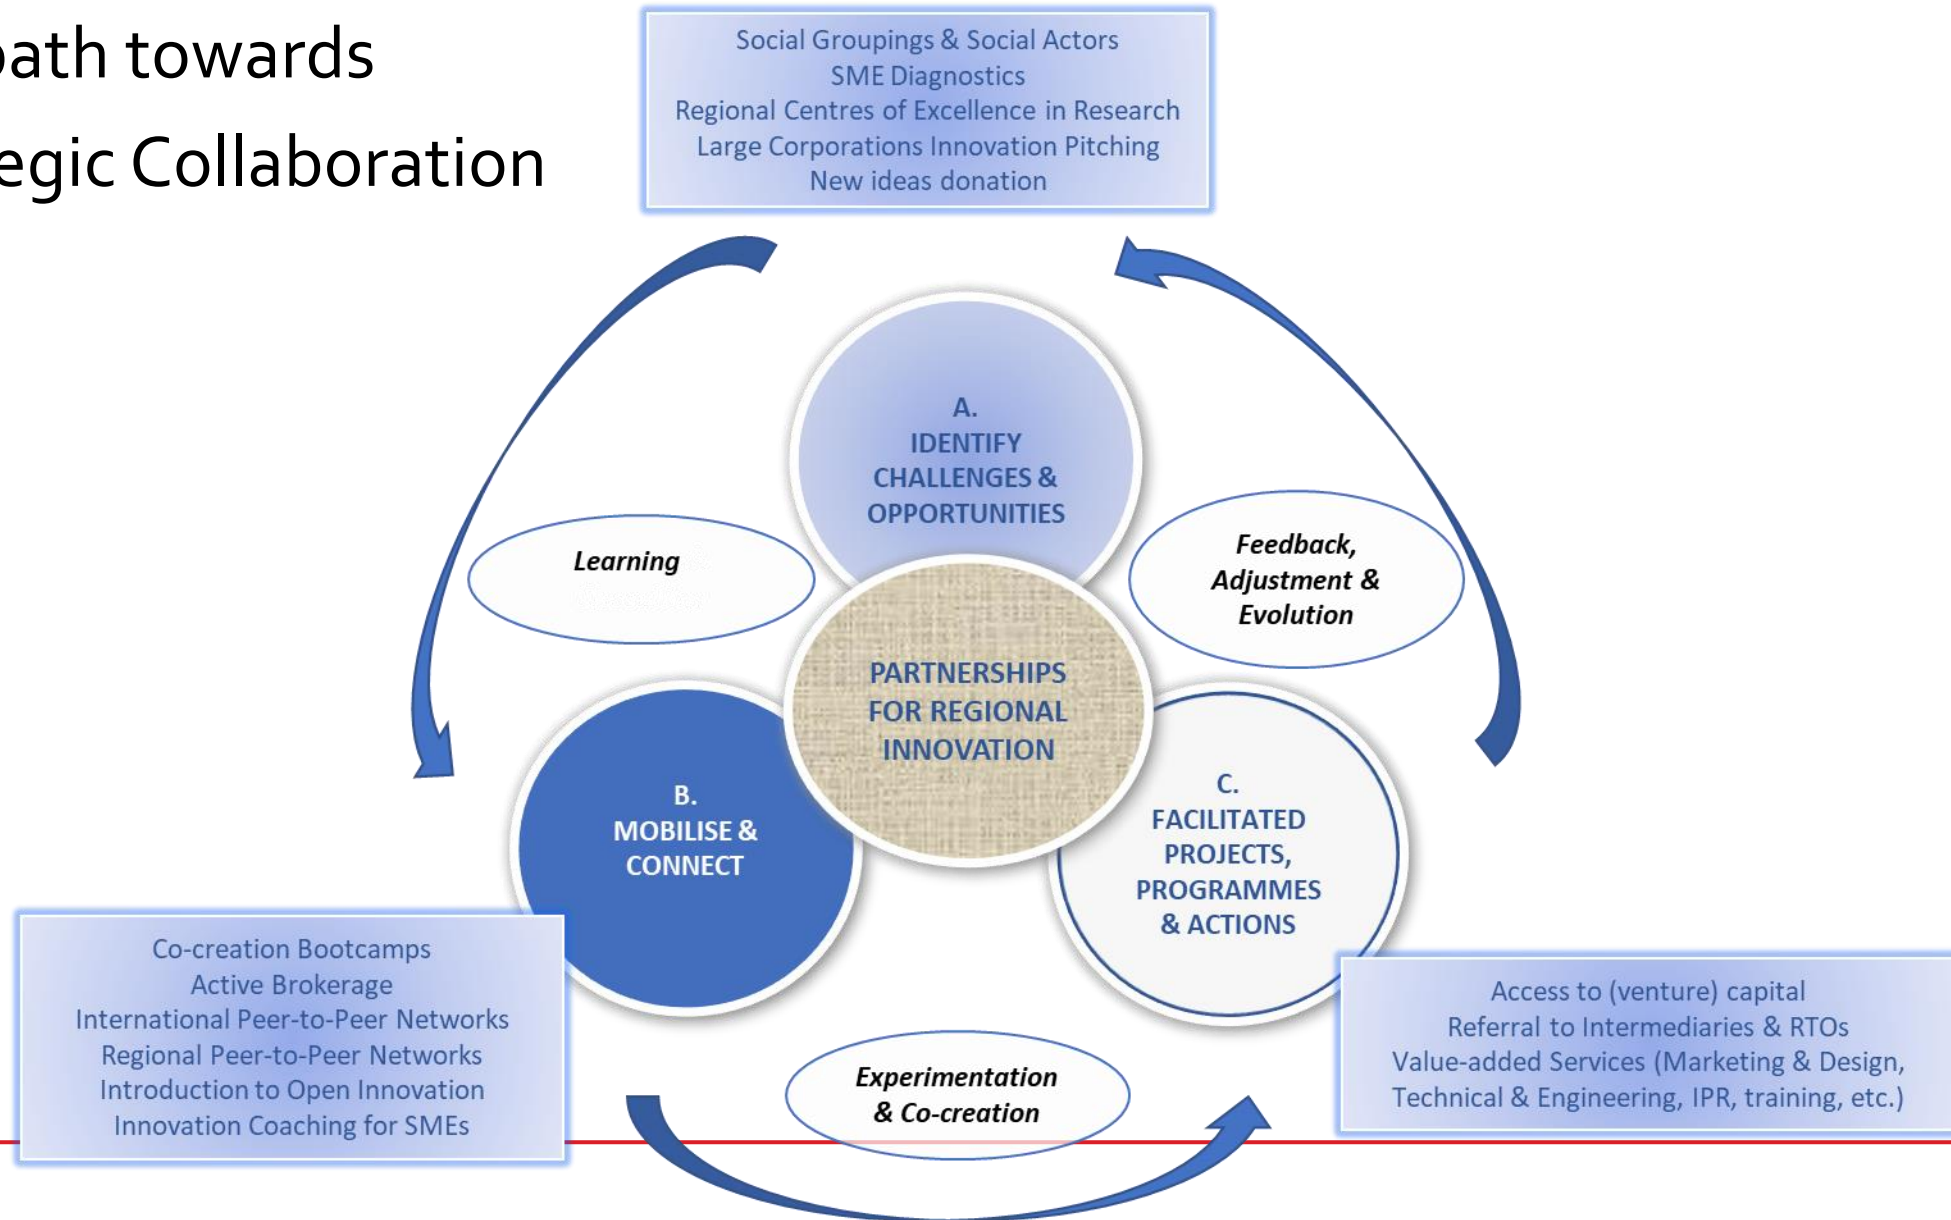 path towards
egic Collaboration
Social Groupings & Social Actors
SME Diagnostics
Regional Centres of Excellence in Research
Large Corporations Innovation Pitching
New ideas donation
A.
IDENTIFY
CHALLENGES &
OPPORTUNITIES
Learning
Feedback,
Adjustment &
Evolution
PARTNERSHIPS
FOR REGIONAL
INNOVATION
B.
MOBILISE &
CONNECT
C.
FACILITATED
PROJECTS,
PROGRAMMES
& ACTIONS
Co-creation Bootcamps
Active Brokerage
International Peer-to-Peer Networks
Regional Peer-to-Peer Networks
Introduction to Open Innovation
Innovation Coaching for SMEs
Experimentation
& Co-creation
Access to (venture) capital
Referral to Intermediaries & RTOs
Value-added Services (Marketing & Design,
Technical & Engineering, IPR, training, etc.)